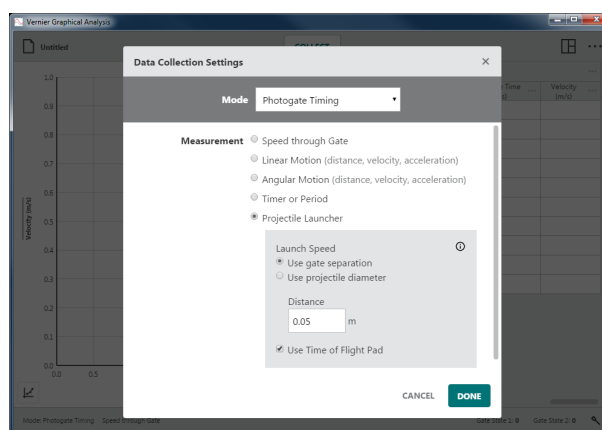 Vernier Graphical Analysis
Untitled
COLLECT
Data Collection Settings
×
Mode Photogate Timing
Measurement Speed through Gate
Linear Motion (distance, velocity, acceleration)
Angular Motion (distance, velocity, acceleration)
Timer or Period
Projectile Launcher
Launch Speed
Use gate separation
Use projectile diameter
Distance
0.05 m
Use Time of Flight Pad
CANCEL DONE
Velocity (m/s)
1.0
0.9
0.8
0.7
0.6
0.5
0.4
0.3
0.2
0.1
0.0
0.0 0.5
Time
Velocity
(m/s)
Mode: Photogate Timing Speed through Gate
Gate State 1: 0 Gate State 2: 0